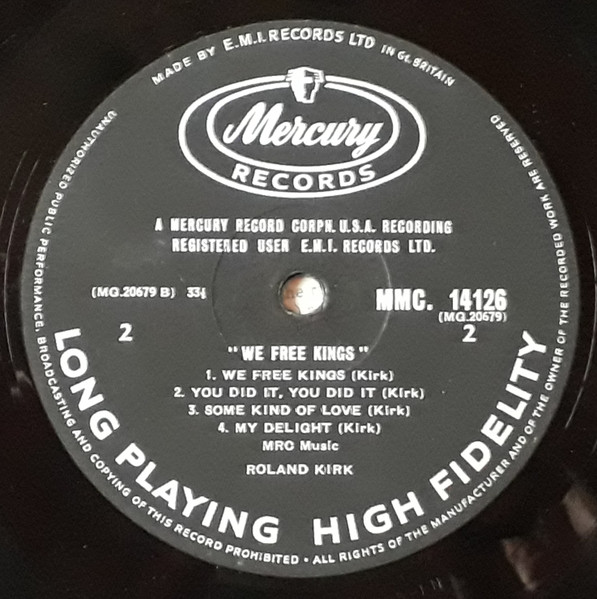 MADE BY E.M.I. RECORDS LTD IN GT. BRITAIN
Mercury
RECORDS
A MERCURY RECORD CORPN. U.S.A. RECORDING
REGISTERED USER E.M.I. RECORDS LTD.
(MG.20679 B) 33⅓
MMC. 14126
(MG.20679)
2
2
"WE FREE KINGS"
1. WE FREE KINGS (Kirk)
2. YOU DID IT, YOU DID IT (Kirk)
3. SOME KIND OF LOVE (Kirk)
4. MY DELIGHT (Kirk)
MRC Music
ROLAND KIRK
LONG PLAYING HIGH FIDELITY
UNAUTHORIZED PUBLIC PERFORMANCE, BROADCASTING AND COPYING OF THIS RECORD PROHIBITED • ALL RIGHTS OF THE MANUFACTURER AND OF THE OWNER OF THE RECORDED WORK ARE RESERVED